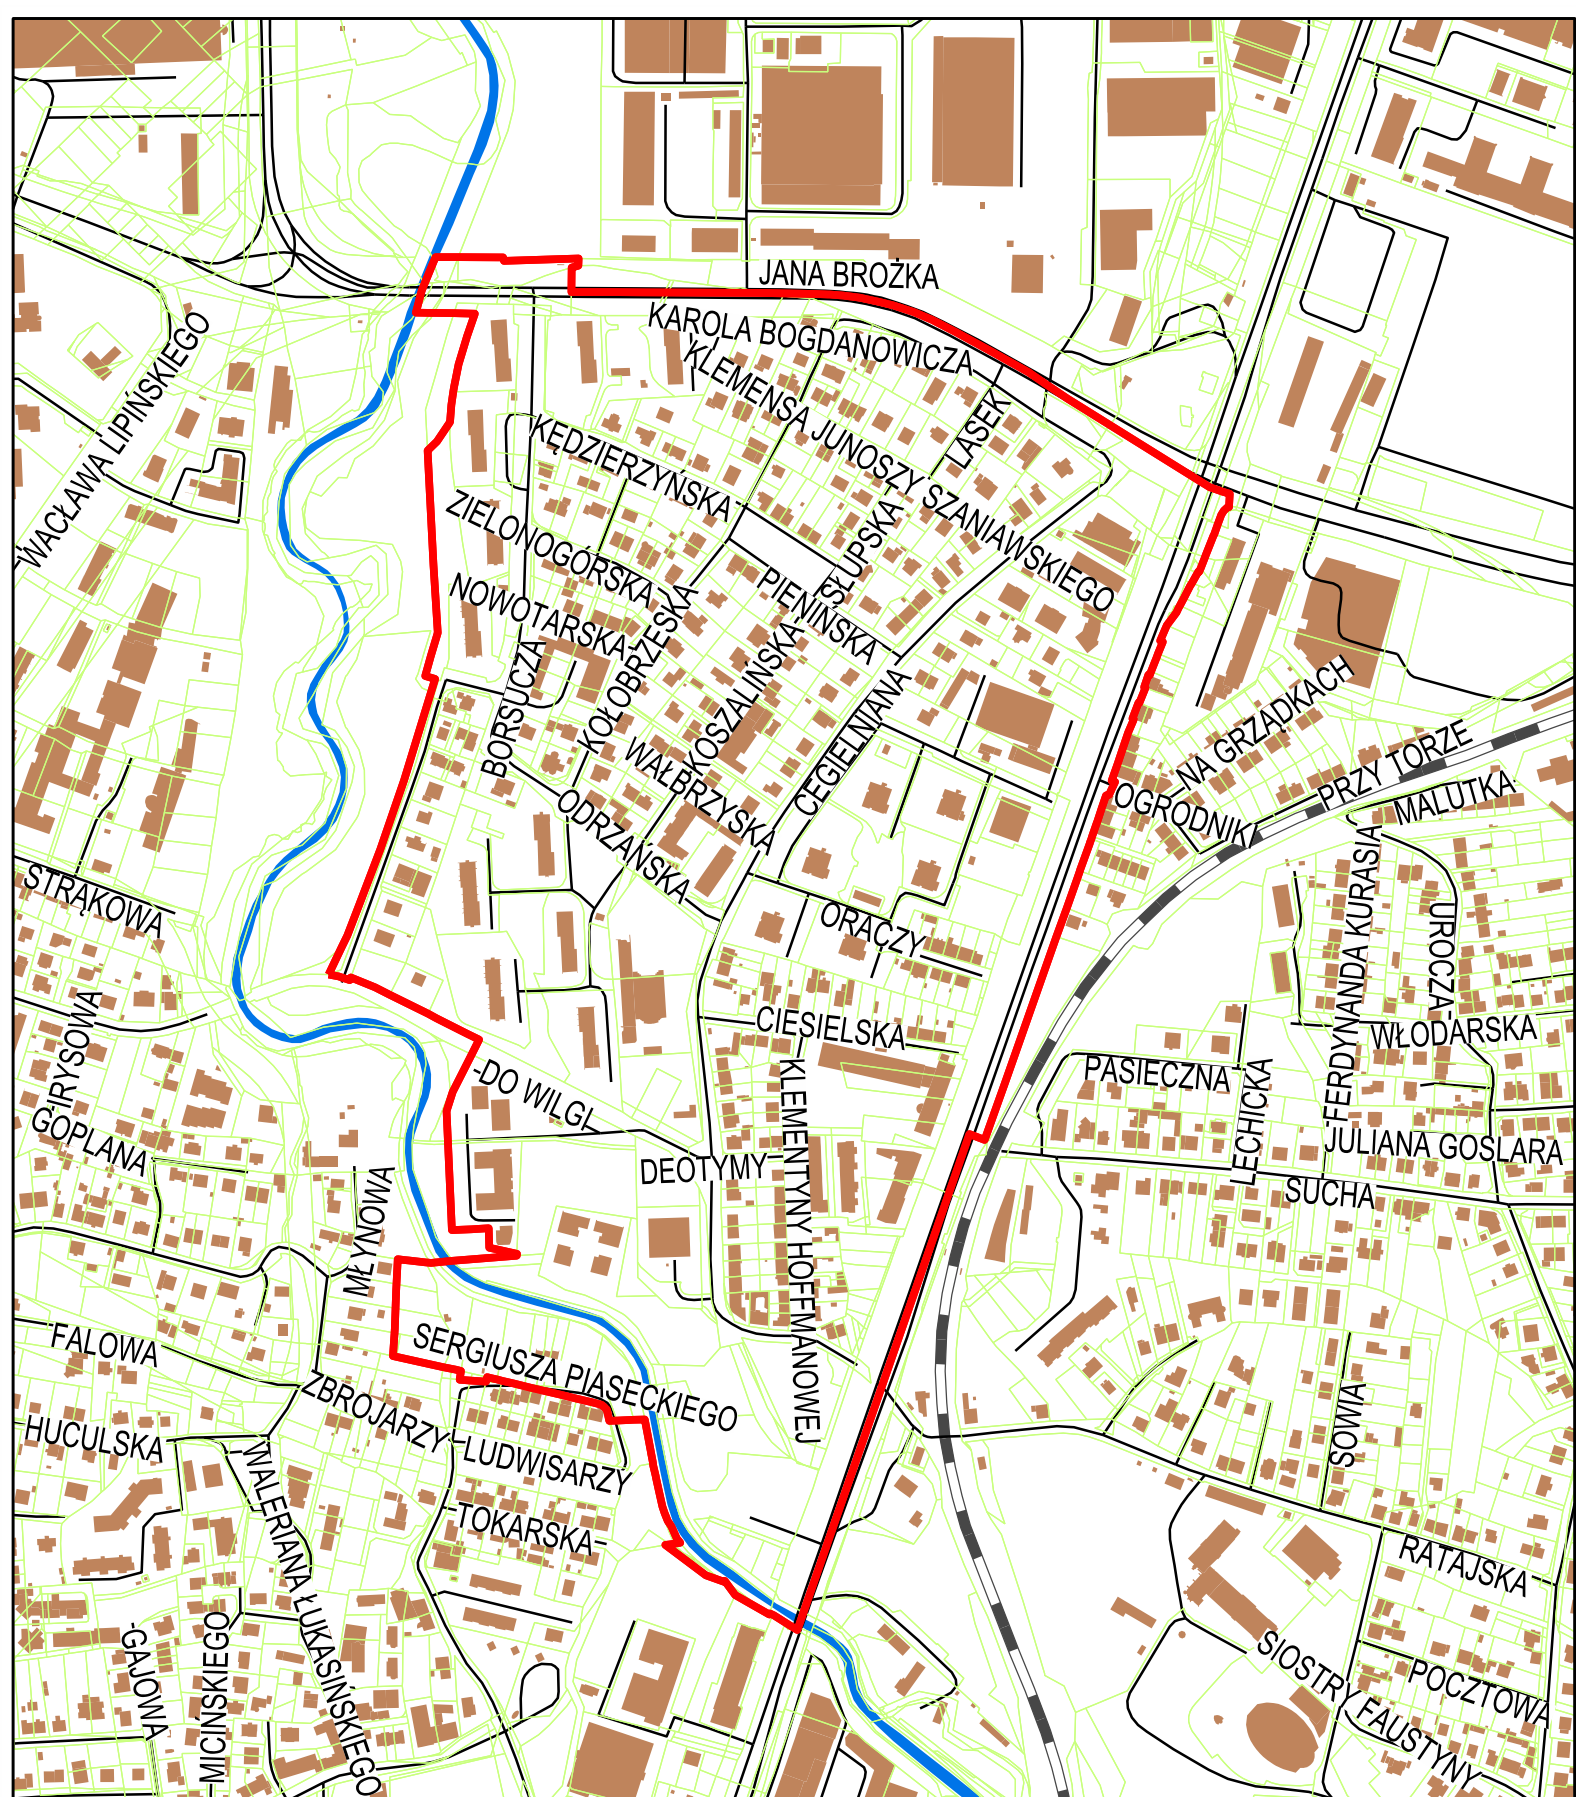 JANA BROŻKA
KAROLA BOGDANOWICZA
KLEMENSA JUNOSZY SZANIAWSKIEGO
WACŁAWA LIPIŃSKIEGO
LASEK
KĘDZIERZYŃSKA
ZIELONOGÓRSKA
SŁUPSKA
PIENIŃSKA
NOWOTARSKA
KOŁOBRZESKA
KOSZALIŃSKA
BORSUCZA
CEGIELNIANA
WAŁBRZYSKA
NA GRZĄDKACH
PRZY TORZE
OGRODNIKI
MALUTKA
ODRZAŃSKA
STRĄKOWA
ORACZY
FERDYNANDA KURASIA
UROCZA
CIESIELSKA
WŁODARSKA
IRYSOWA
DO WILGI
PASIECZNA
LECHICKA
GOPLANA
DEOTYMY
KLEMENTYNY HOFFMANOWEJ
JULIANA GOSLARA
SUCHA
MŁYNOWA
FALOWA
SERGIUSZA PIASECKIEGO
ZBROJARZY
HUCULSKA
LUDWISARZY
SOWIA
WALERIANA ŁUKASIŃSKIEGO
TOKARSKA
RATAJSKA
GAJOWA
MICIŃSKIEGO
SIOSTRY FAUSTYNY
POCZTOWA